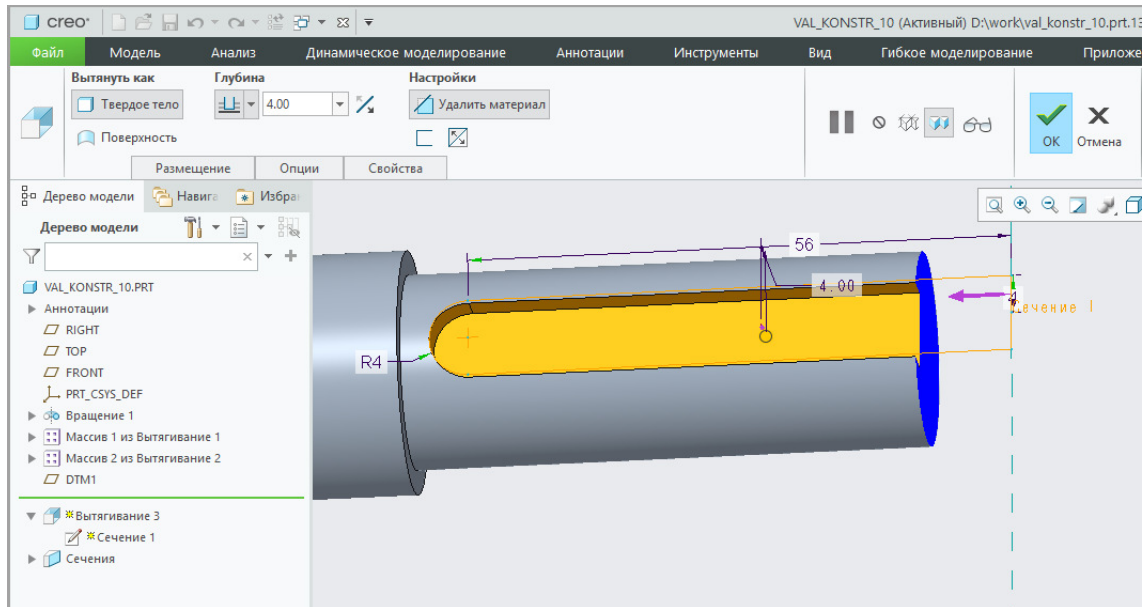 creo
VAL_KONSTR_10 (Активный) D:\work\val_konstr_10.prt.13
Файл Модель Анализ Динамическое моделирование Аннотации Инструменты Вид Гибкое моделирование Приложе
Вытянуть как Глубина Настройки
Твердое тело 4.00 Удалить материал
Поверхность
OK Отмена
Размещение Опции Свойства
Дерево модели Навига Избран
Дерево модели
VAL_KONSTR_10.PRT
Аннотации
RIGHT
TOP
FRONT
PRT_CSYS_DEF
Вращение 1
Массив 1 из Вытягивание 1
Массив 2 из Вытягивание 2
DTM1
Вытягивание 3
Сечение 1
Сечения
56
4.00
Сечение 1
R4